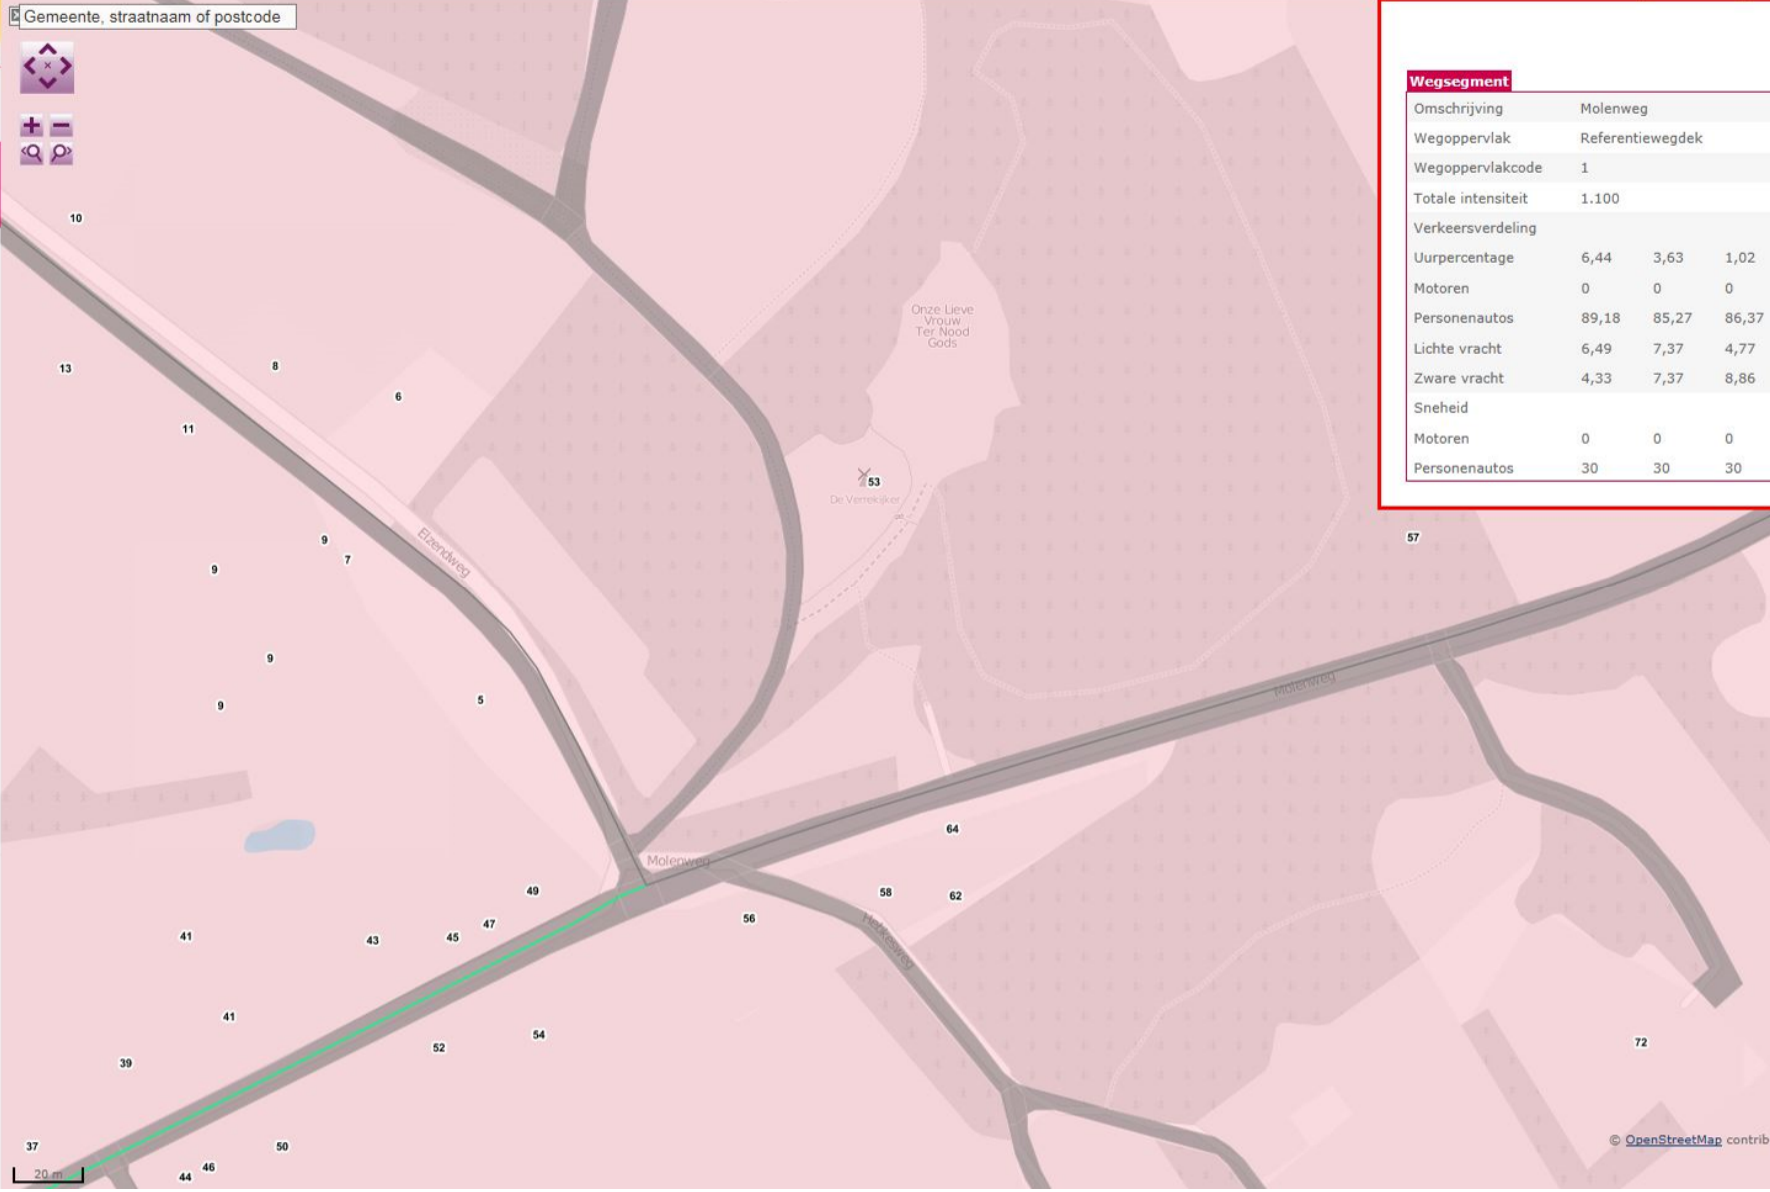 Gemeente, straatnaam of postcode
Wegsegment
Omschrijving Molenweg
Wegoppervlak Referentiewegdek
Wegoppervlakcode 1
Totale intensiteit 1.100
Verkeersverdeling
Uurpercentage 6,44 3,63 1,02
Motoren 0 0 0
Personenautos 89,18 85,27 86,37
Lichte vracht 6,49 7,37 4,77
Zware vracht 4,33 7,37 8,86
Sneheid
Motoren 0 0 0
Personenautos 30 30 30
10
Onze Lieve
Vrouw
Ter Nood
Gods
13
8
6
11
53
De Verrekijker
57
Elzendweg
9
7
9
9
5
9
Molenweg
64
Molenweg
49
58
62
56
47
45
43
41
Hetkesweg
41
54
52
39
72
37
50
46
44
20 m
© OpenStreetMap contrib